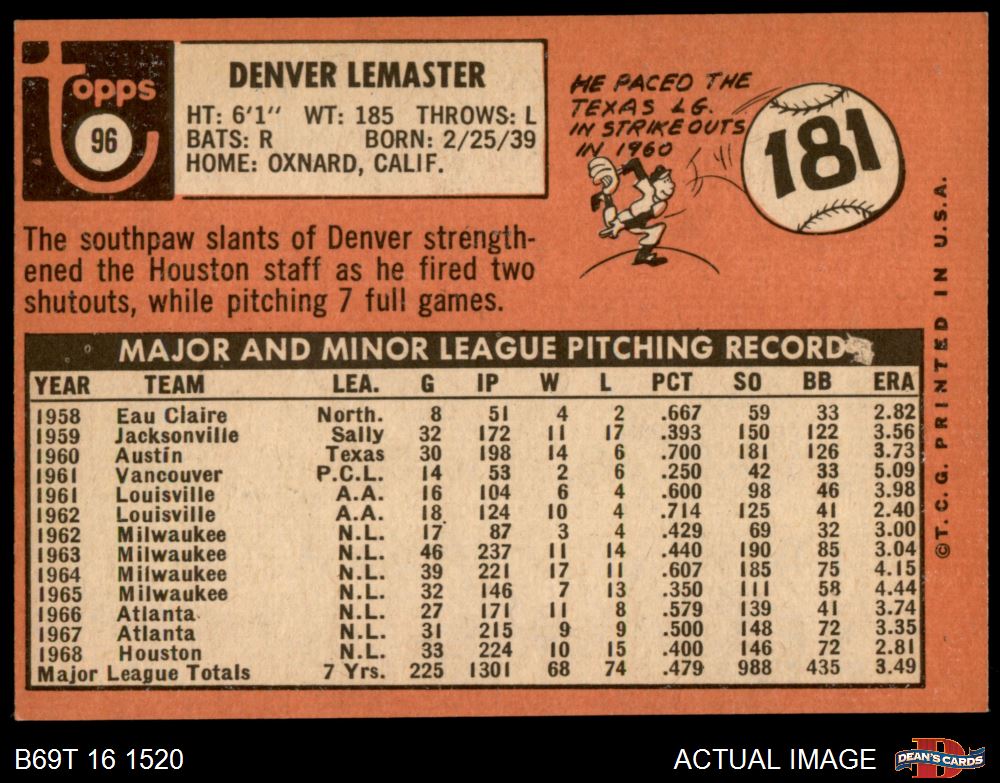 Topps
96
DENVER LEMASTER
HT: 6'1" WT: 185 THROWS: L
BATS: R BORN: 2/25/39
HOME: OXNARD, CALIF.
HE PACED THE
TEXAS LG.
IN STRIKEOUTS
IN 1960
181
The southpaw slants of Denver strength-
ened the Houston staff as he fired two
shutouts, while pitching 7 full games.
MAJOR AND MINOR LEAGUE PITCHING RECORD
YEAR TEAM LEA. G IP W L PCT SO BB ERA
1958 Eau Claire North. 8 51 4 2 .667 59 33 2.82
1959 Jacksonville Sally 32 172 11 17 .393 150 122 3.56
1960 Austin Texas 30 198 14 6 .700 181 126 3.73
1961 Vancouver P.C.L. 14 53 2 6 .250 42 33 5.09
1961 Louisville A.A. 16 104 6 4 .600 98 46 3.98
1962 Louisville A.A. 18 124 10 4 .714 125 41 2.40
1962 Milwaukee N.L. 17 87 3 4 .429 69 32 3.00
1963 Milwaukee N.L. 46 237 11 14 .440 190 85 3.04
1964 Milwaukee N.L. 39 221 17 11 .607 185 75 4.15
1965 Milwaukee N.L. 32 146 7 13 .350 111 58 4.44
1966 Atlanta N.L. 27 171 11 8 .579 139 41 3.74
1967 Atlanta N.L. 31 215 9 9 .500 148 72 3.35
1968 Houston N.L. 33 224 10 15 .400 146 72 2.81
Major League Totals 7 Yrs. 225 1301 68 74 .479 988 435 3.49
©T.C.G. PRINTED IN U.S.A.
B69T 16 1520
ACTUAL IMAGE
D
DEAN'S CARDS